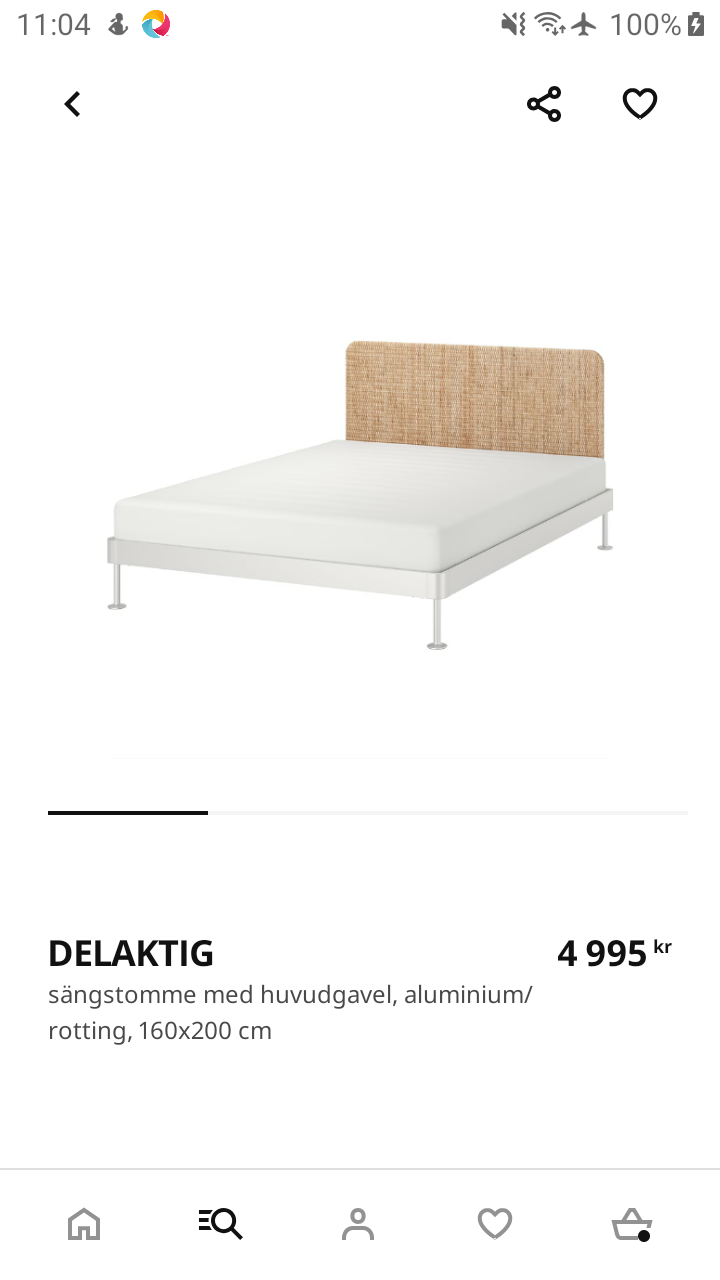 11:04
100%
DELAKTIG
4 995 kr
sängstomme med huvudgavel, aluminium/
rotting, 160x200 cm